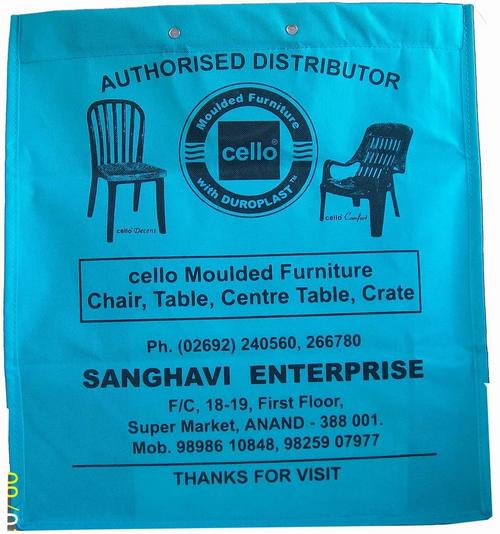 AUTHORISED DISTRIBUTOR
Moulded Furniture
cello®
with DUROPLAST™
cello Decent
cello Comfort
cello Moulded Furniture
Chair, Table, Centre Table, Crate
Ph. (02692) 240560, 266780
SANGHAVI ENTERPRISE
F/C, 18-19, First Floor,
Super Market, ANAND - 388 001.
Mob. 98986 10848, 98259 07977
THANKS FOR VISIT